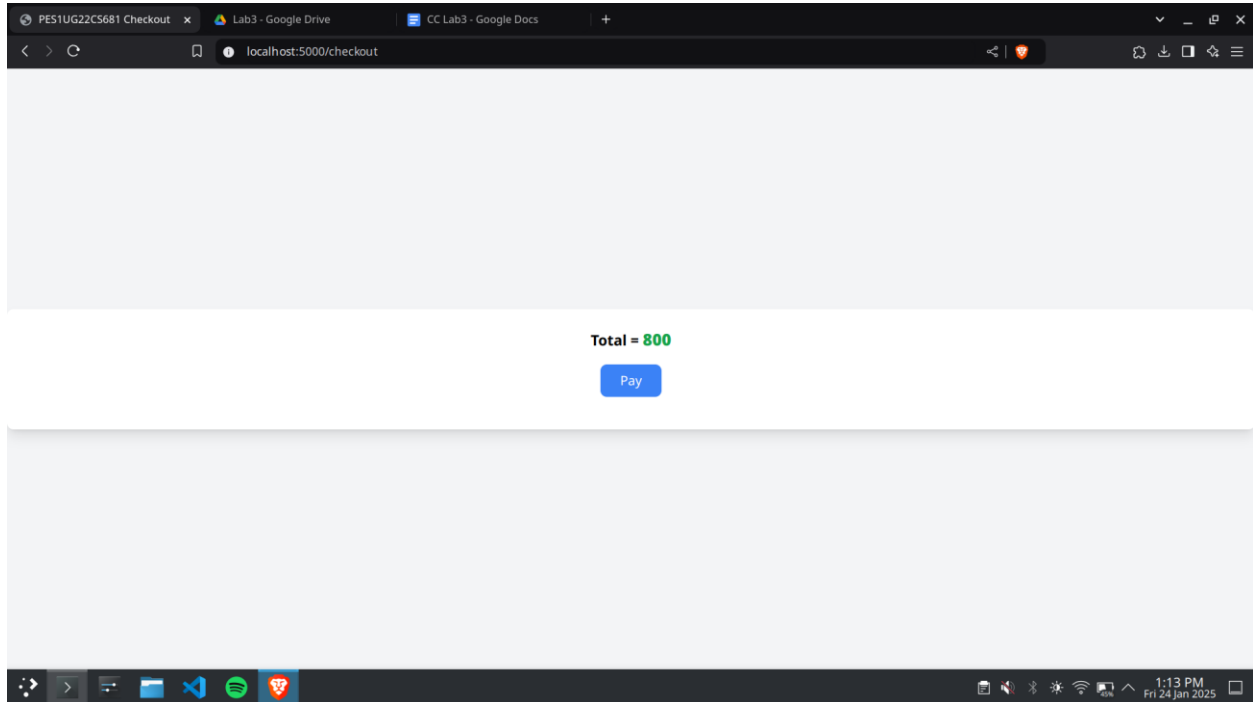 PES1UG22CS681 Checkout
Lab3 - Google Drive
CC Lab3 - Google Docs
localhost:5000/checkout
Total = 800
Pay
45%
1:13 PM
Fri 24 Jan 2025